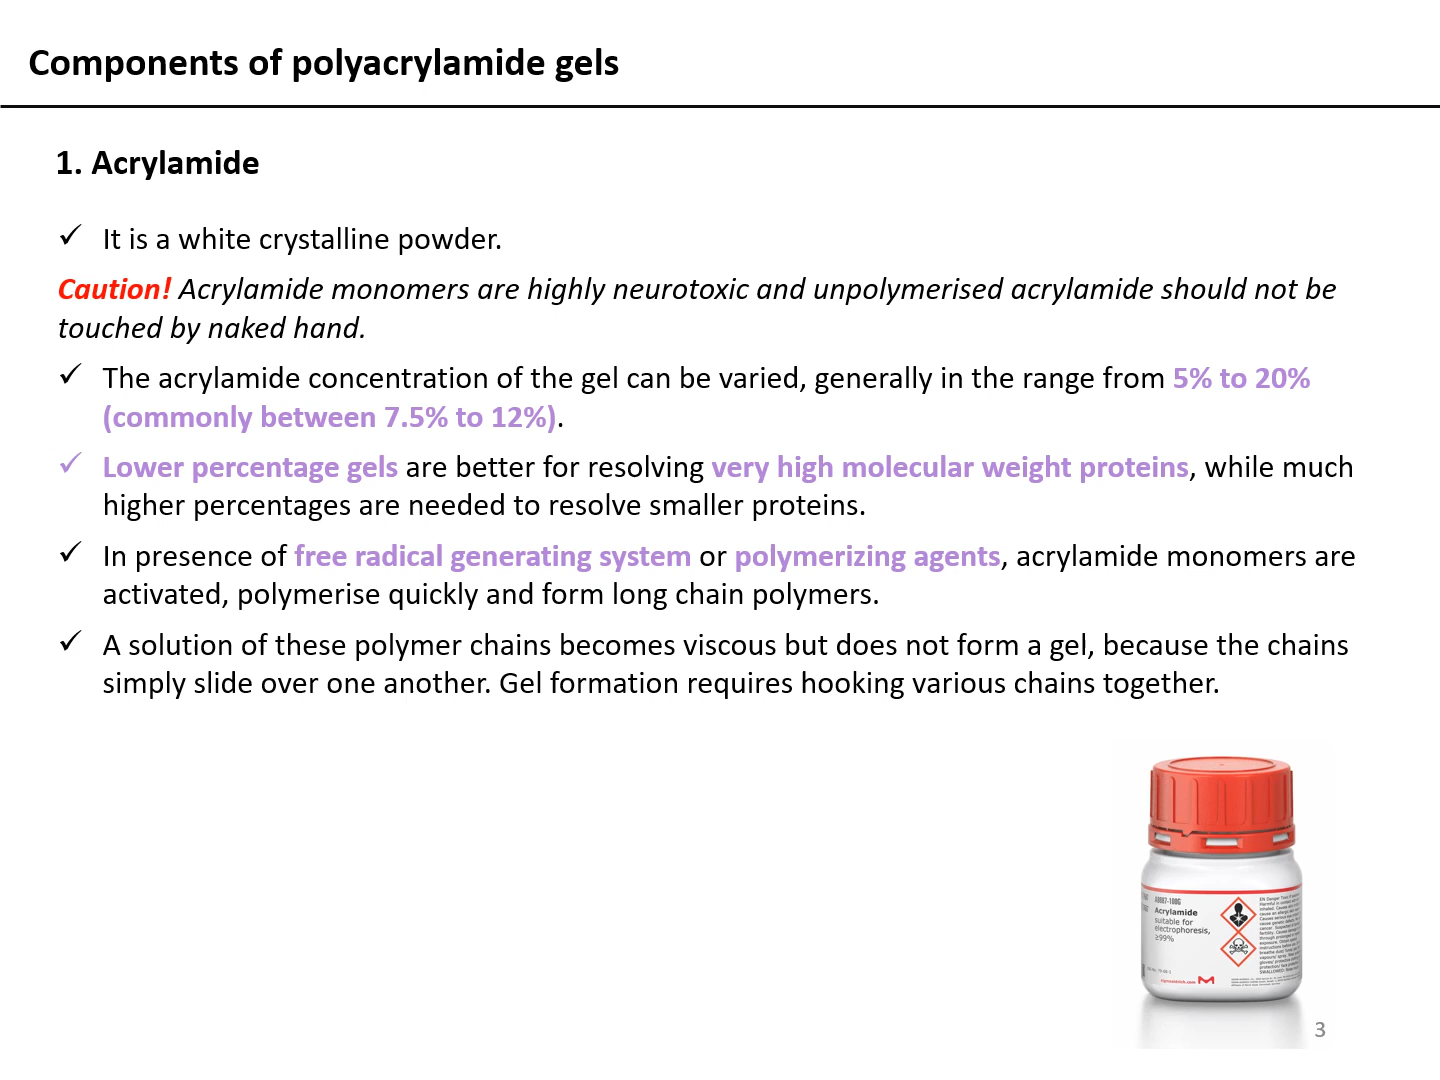 Components of polyacrylamide gels
1. Acrylamide
✓ It is a white crystalline powder.
Caution! Acrylamide monomers are highly neurotoxic and unpolymerised acrylamide should not be
touched by naked hand.
✓ The acrylamide concentration of the gel can be varied, generally in the range from 5% to 20%
(commonly between 7.5% to 12%).
✓ Lower percentage gels are better for resolving very high molecular weight proteins, while much
higher percentages are needed to resolve smaller proteins.
✓ In presence of free radical generating system or polymerizing agents, acrylamide monomers are
activated, polymerise quickly and form long chain polymers.
✓ A solution of these polymer chains becomes viscous but does not form a gel, because the chains
simply slide over one another. Gel formation requires hooking various chains together.
Acrylamide
suitable for
electrophoresis,
≥99%
M
3